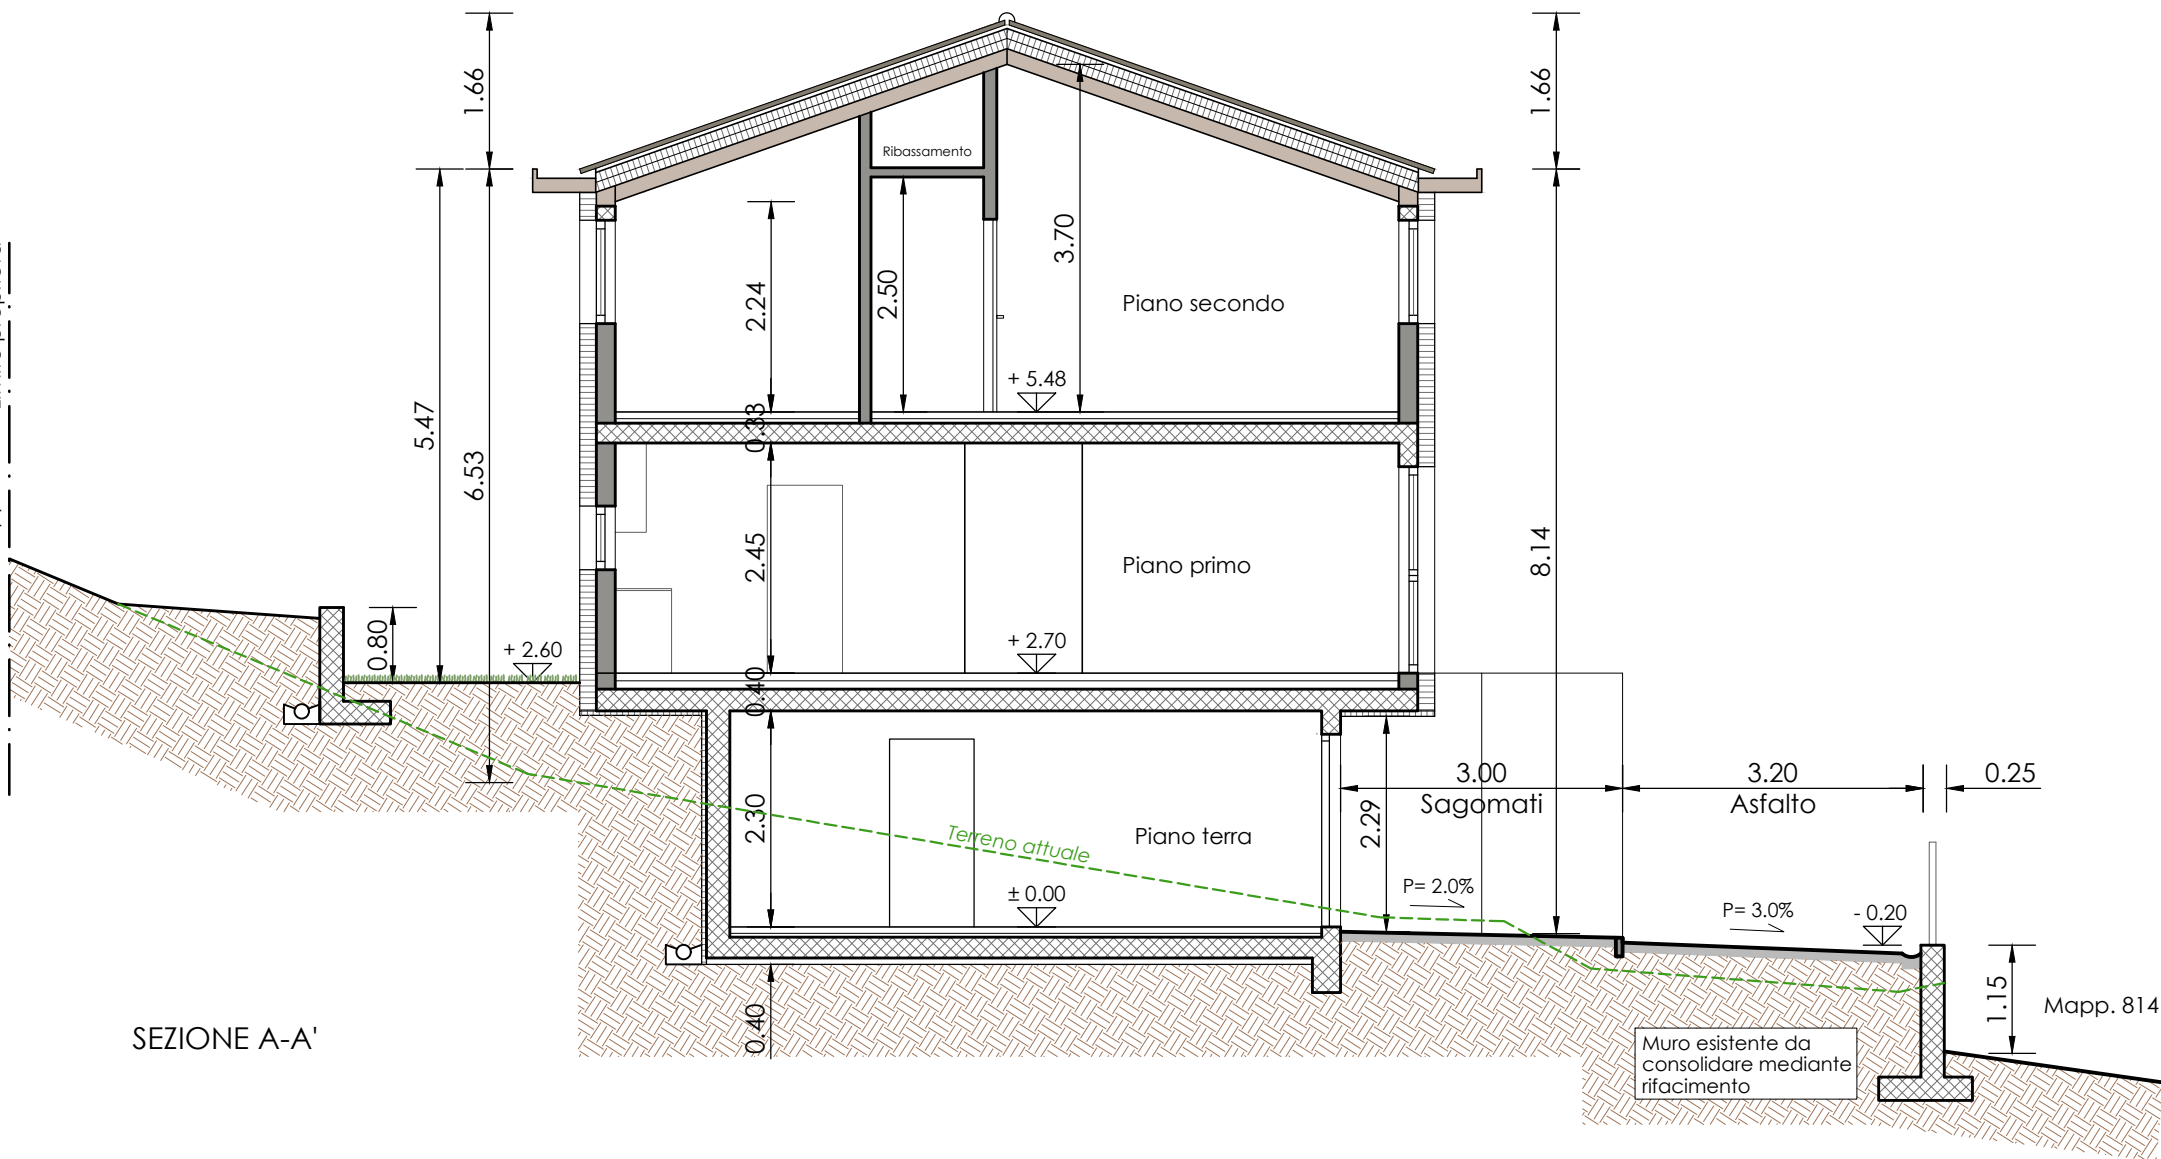 1.66
1.66
Ribassamento
5.47
6.53
2.24
2.50
3.70
Piano secondo
+ 5.48
0.33
8.14
2.45
Piano primo
+ 2.70
0.80
+ 2.60
0.40
2.30
Terreno attuale
Piano terra
± 0.00
2.29
3.00
Sagomati
3.20
Asfalto
0.25
P= 2.0%
P= 3.0%
- 0.20
0.40
1.15
Mapp. 814
SEZIONE A-A'
Muro esistente da
consolidare mediante
rifacimento